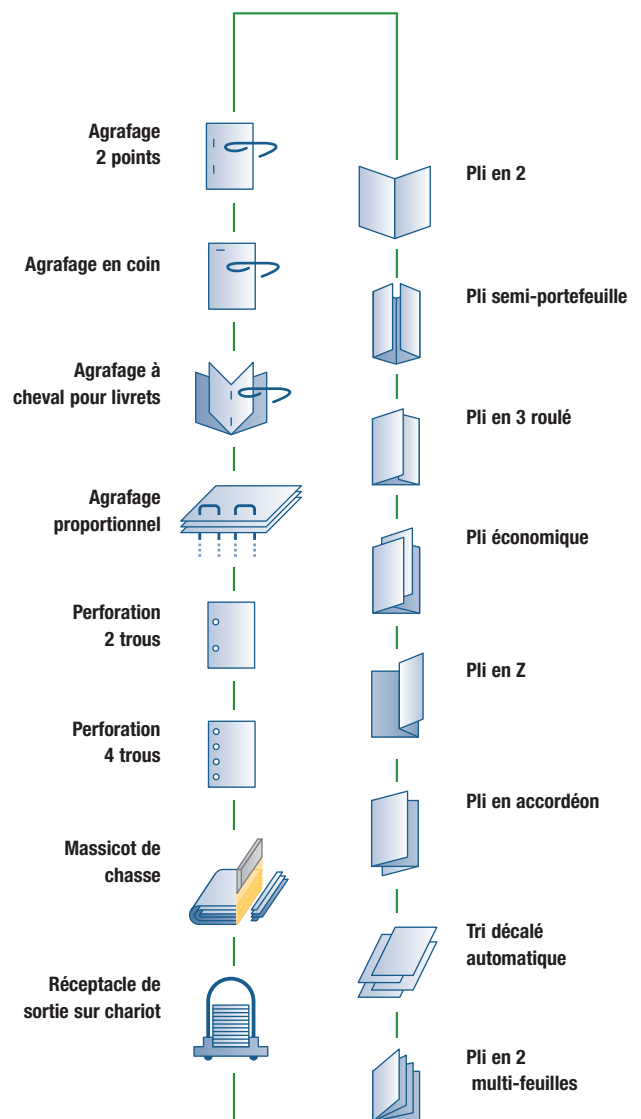 Agrafage
2 points
Agrafage en coin
Agrafage à
cheval pour livrets
Agrafage
proportionnel
Perforation
2 trous
Perforation
4 trous
Massicot de
chasse
Réceptacle de
sortie sur chariot
Pli en 2
Pli semi-portefeuille
Pli en 3 roulé
Pli économique
Pli en Z
Pli en accordéon
Tri décalé
automatique
Pli en 2
multi-feuilles